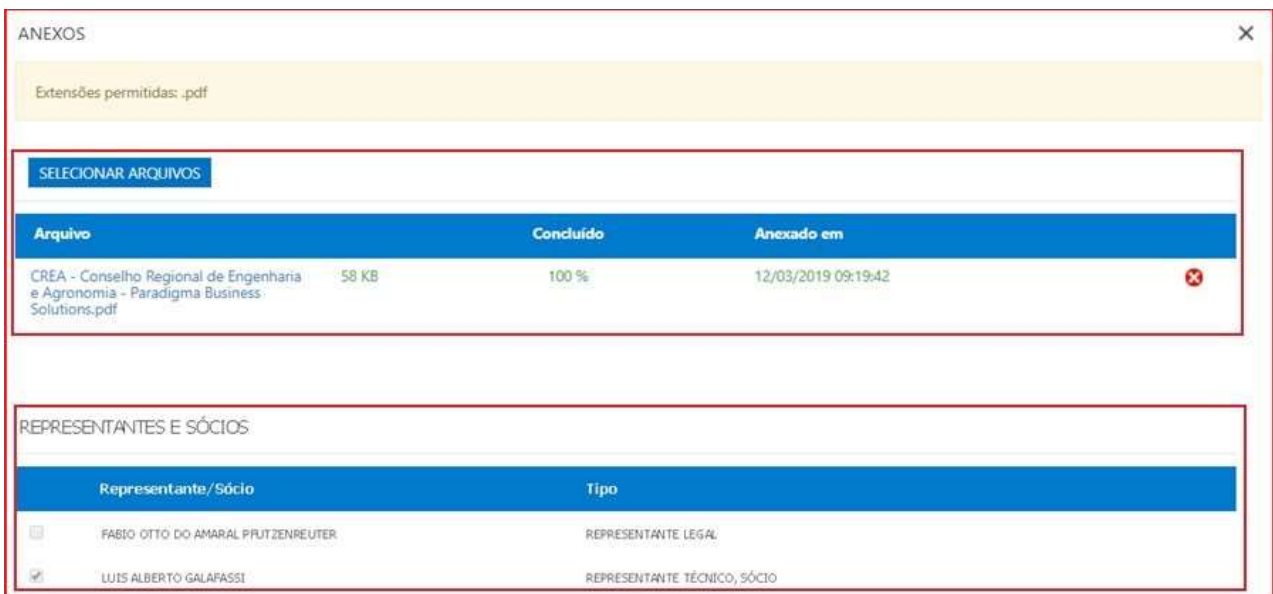 ANEXOS
Extensões permitidas: .pdf
SELECIONAR ARQUIVOS
Arquivo Concluído Anexado em
CREA - Conselho Regional de Engenharia 58 KB 100 % 12/03/2019 09:19:42
e Agronomia - Paradigma Business
Solutions.pdf
REPRESENTANTES E SÓCIOS
Representante/Sócio Tipo
FABIO OTTO DO AMARAL PFUTZENREUTER REPRESENTANTE LEGAL
LUIS ALBERTO GALAFASSI REPRESENTANTE TÉCNICO, SÓCIO